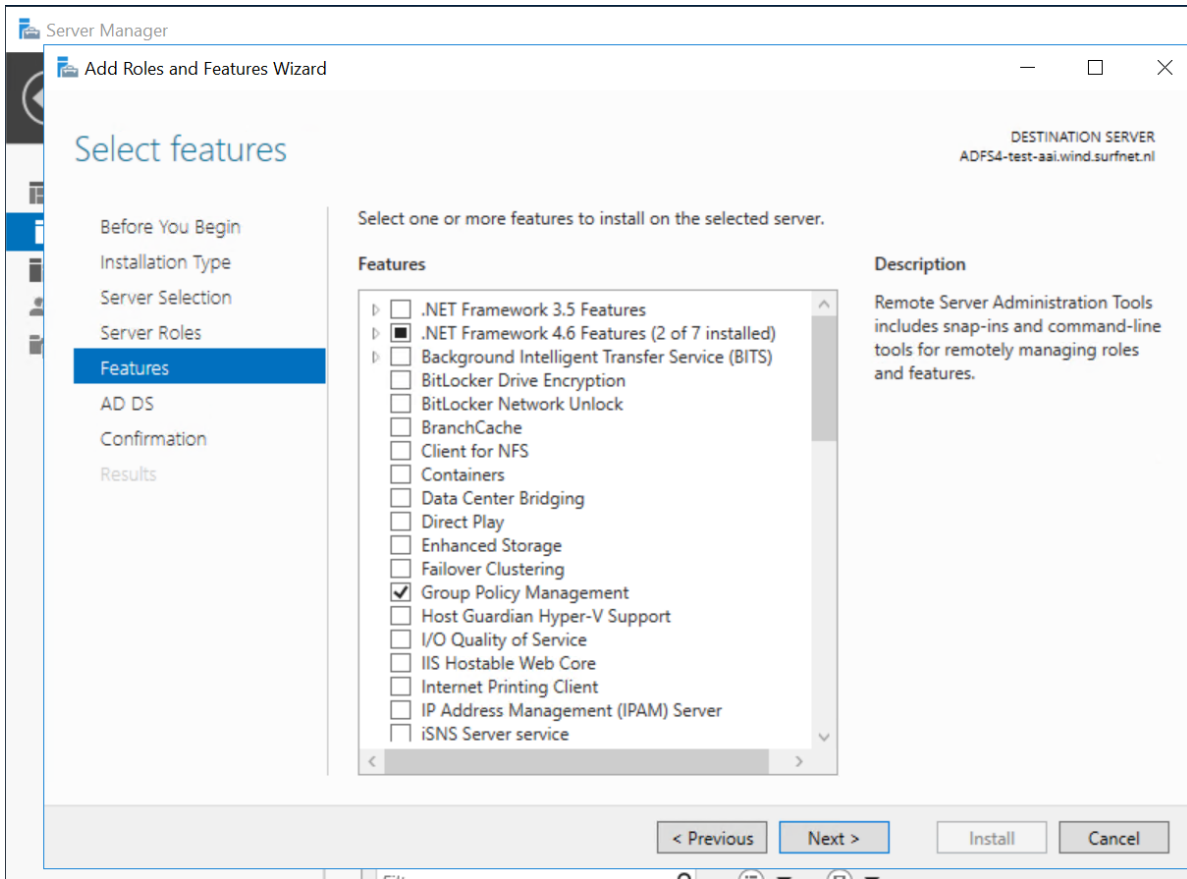 Server Manager
Add Roles and Features Wizard
Select features
DESTINATION SERVER
ADFS4-test-aai.wind.surfnet.nl
Before You Begin
Installation Type
Server Selection
Server Roles
Features
AD DS
Confirmation
Results
Select one or more features to install on the selected server.
Features
.NET Framework 3.5 Features
.NET Framework 4.6 Features (2 of 7 installed)
Background Intelligent Transfer Service (BITS)
BitLocker Drive Encryption
BitLocker Network Unlock
BranchCache
Client for NFS
Containers
Data Center Bridging
Direct Play
Enhanced Storage
Failover Clustering
Group Policy Management
Host Guardian Hyper-V Support
I/O Quality of Service
IIS Hostable Web Core
Internet Printing Client
IP Address Management (IPAM) Server
iSNS Server service
Description
Remote Server Administration Tools
includes snap-ins and command-line
tools for remotely managing roles
and features.
< Previous
Next >
Install
Cancel